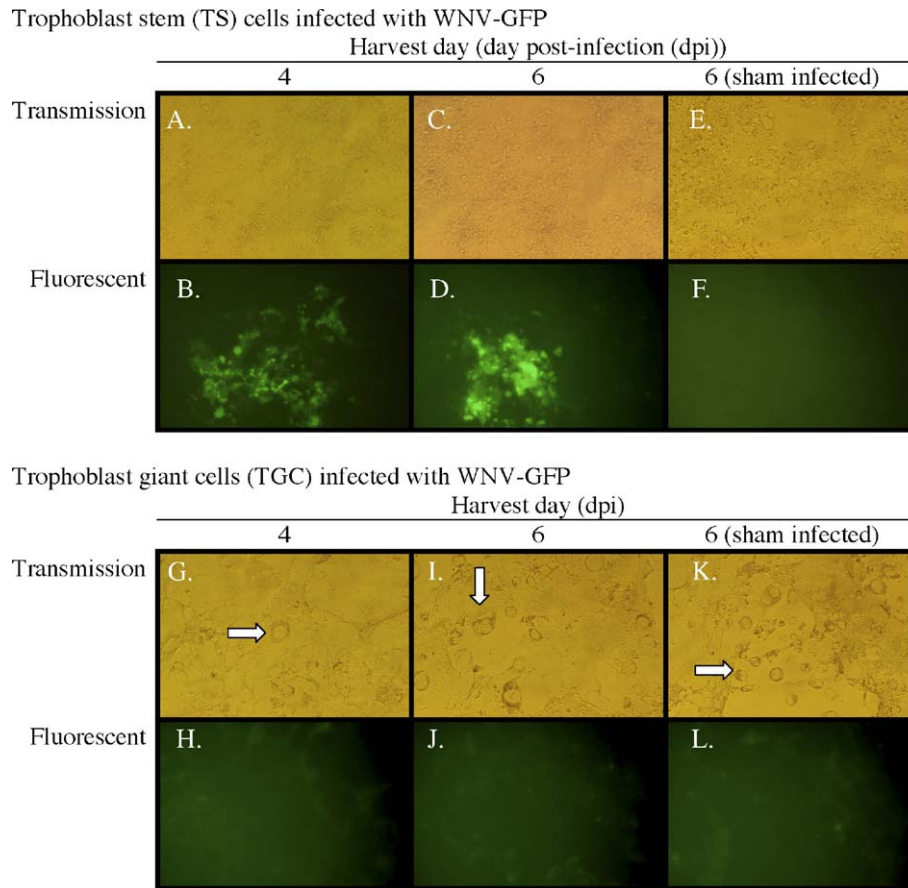 Trophoblast stem (TS) cells infected with WNV-GFP
Harvest day (day post-infection (dpi))
4 6 6 (sham infected)
Transmission
A. C. E.
Fluorescent
B. D. F.
Trophoblast giant cells (TGC) infected with WNV-GFP
Harvest day (dpi)
4 6 6 (sham infected)
Transmission
G. I. K.
Fluorescent
H. J. L.